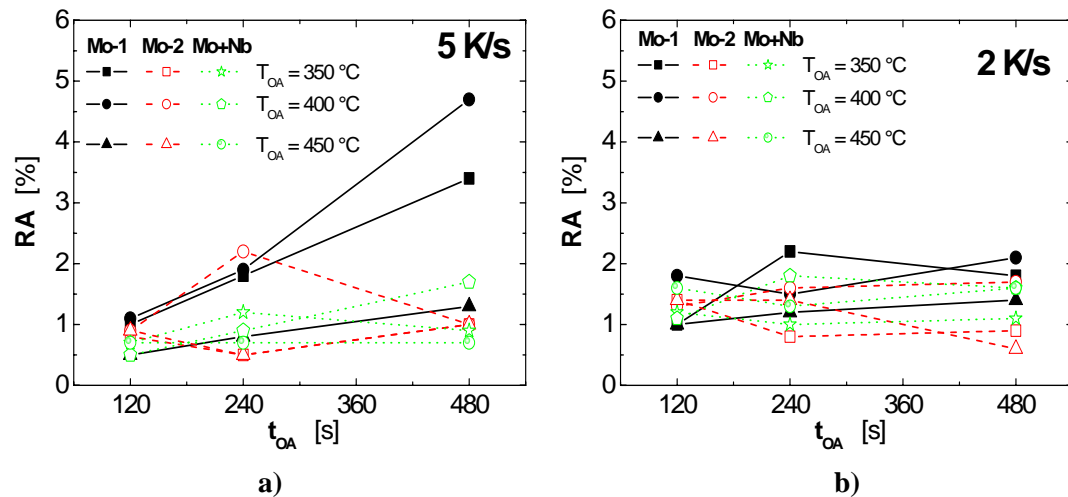 5 K/s
Mo-1 Mo-2 Mo+Nb
T_OA = 350 °C
T_OA = 400 °C
T_OA = 450 °C
RA [%]
6
5
4
3
2
1
0
120 240 360 480
t_OA [s]
a)
2 K/s
Mo-1 Mo-2 Mo+Nb
T_OA = 350 °C
T_OA = 400 °C
T_OA = 450 °C
RA [%]
6
5
4
3
2
1
0
120 240 360 480
t_OA [s]
b)